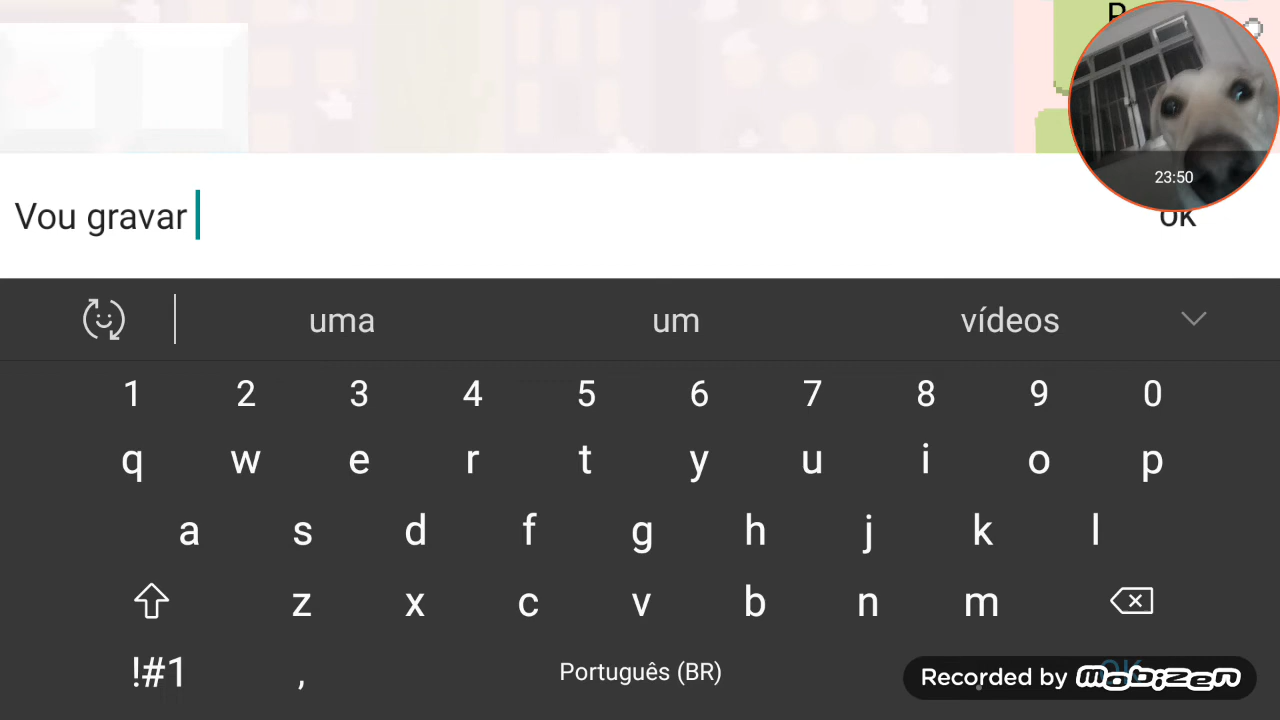 23:50
Vou gravar
OK
uma um vídeos
1 2 3 4 5 6 7 8 9 0
q w e r t y u i o p
a s d f g h j k l
z x c v b n m
!#1 , Português (BR) OK
Recorded by Mobizen